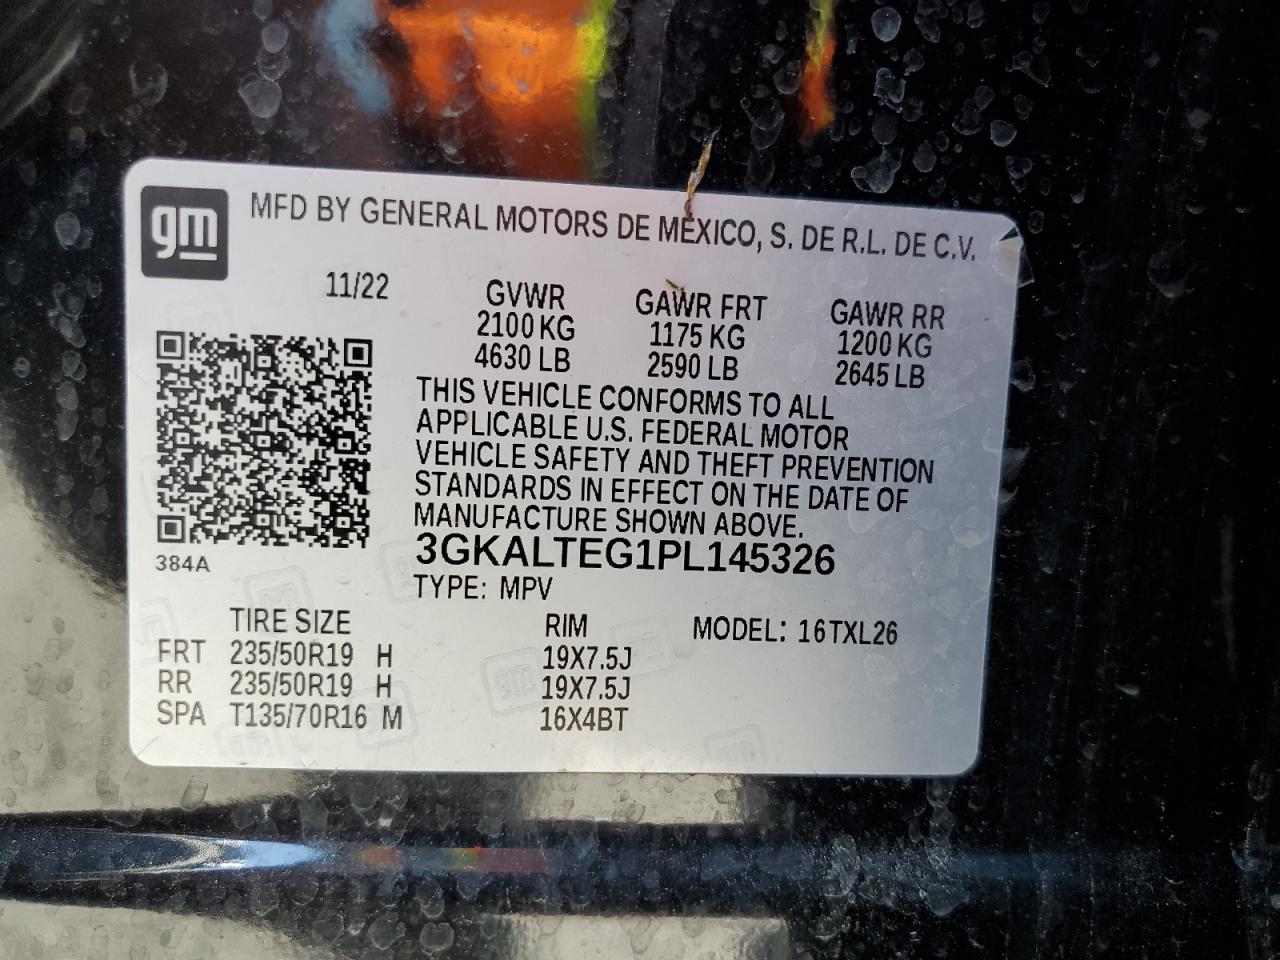 gm
MFD BY GENERAL MOTORS DE MEXICO, S. DE R.L. DE C.V.
11/22
GVWR GAWR FRT GAWR RR
2100 KG 1175 KG 1200 KG
4630 LB 2590 LB 2645 LB
THIS VEHICLE CONFORMS TO ALL
APPLICABLE U.S. FEDERAL MOTOR
VEHICLE SAFETY AND THEFT PREVENTION
STANDARDS IN EFFECT ON THE DATE OF
MANUFACTURE SHOWN ABOVE.
384A
3GKALTEG1PL145326
TYPE: MPV
TIRE SIZE RIM MODEL: 16TXL26
FRT 235/50R19 H 19X7.5J
RR 235/50R19 H 19X7.5J
SPA T135/70R16 M 16X4BT